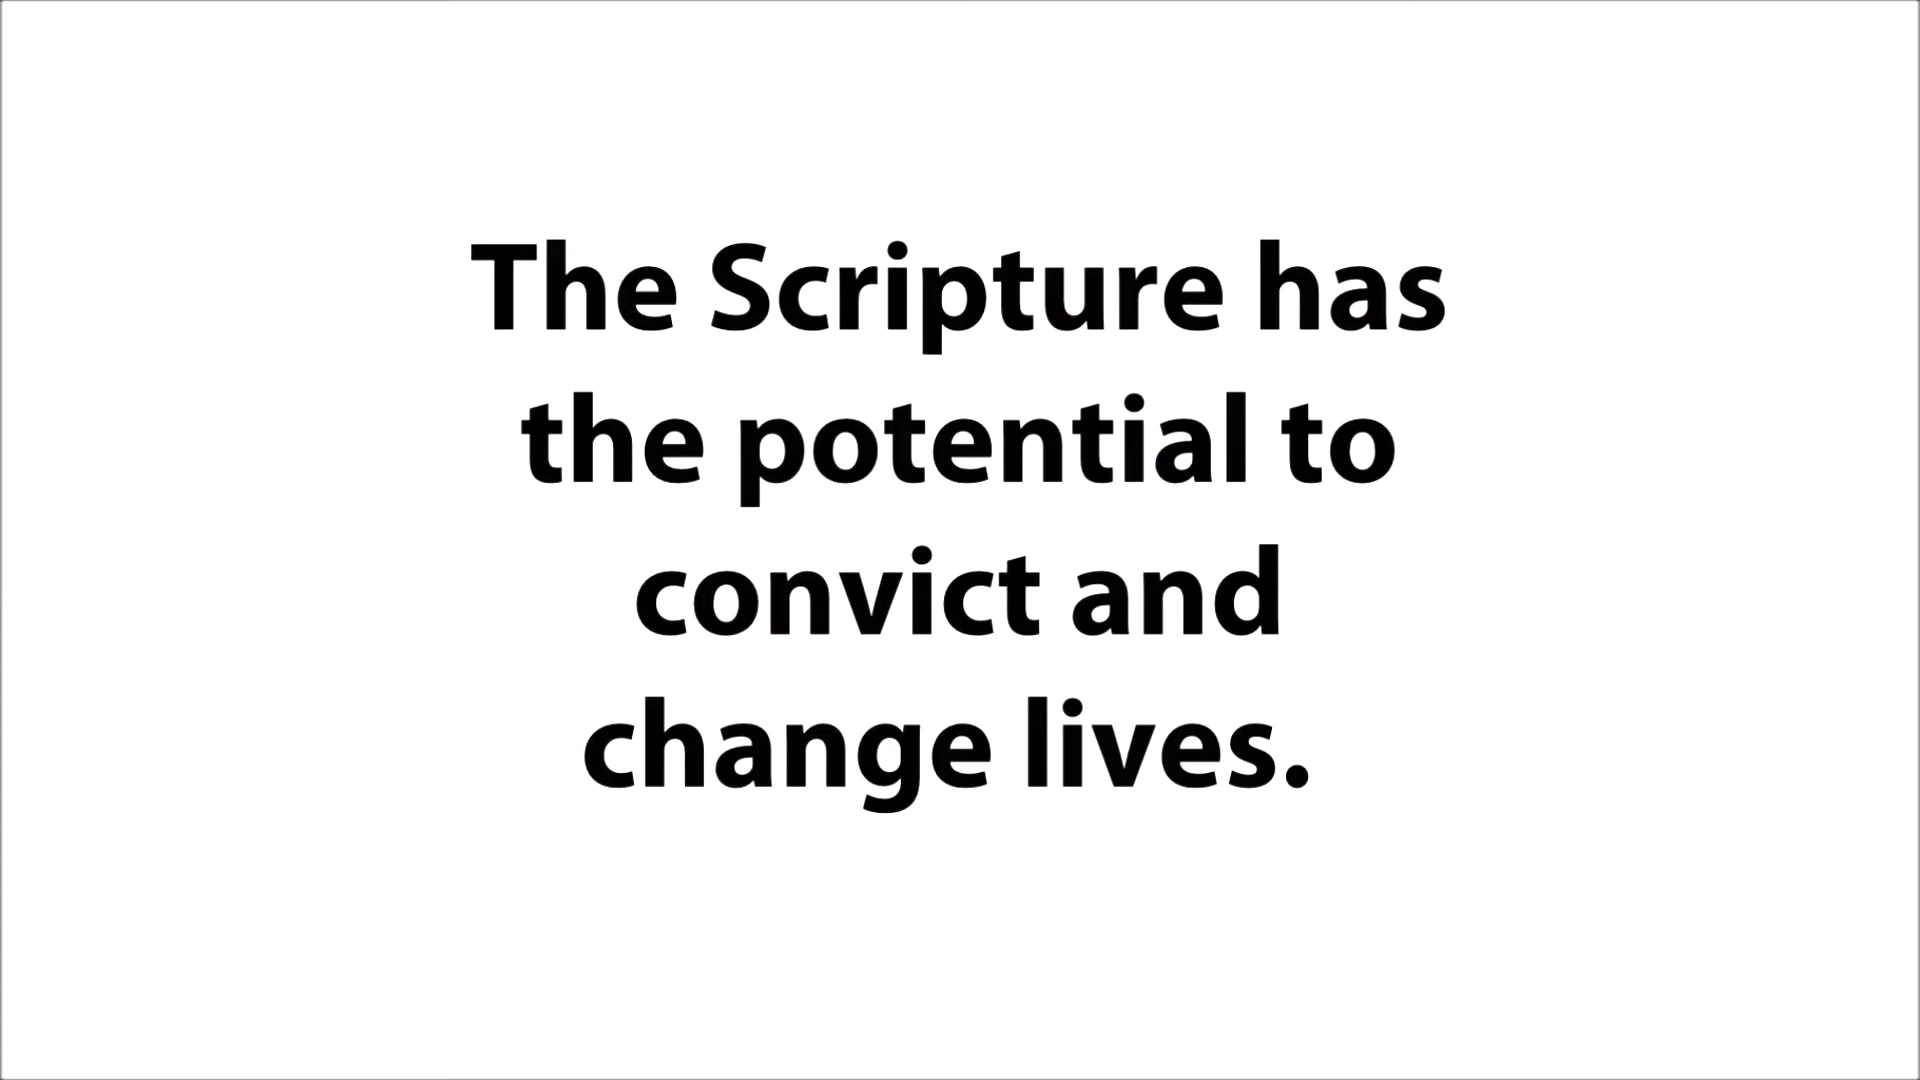 The Scripture has
the potential to
convict and
change lives.